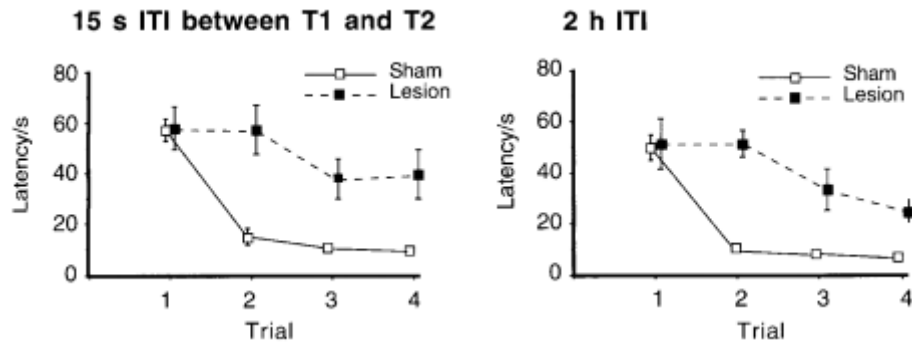 15 s ITI between T1 and T2
Sham
Lesion
80
60
40
20
0
Latency/s
1 2 3 4
Trial
2 h ITI
Sham
Lesion
80
60
40
20
0
Latency/s
1 2 3 4
Trial